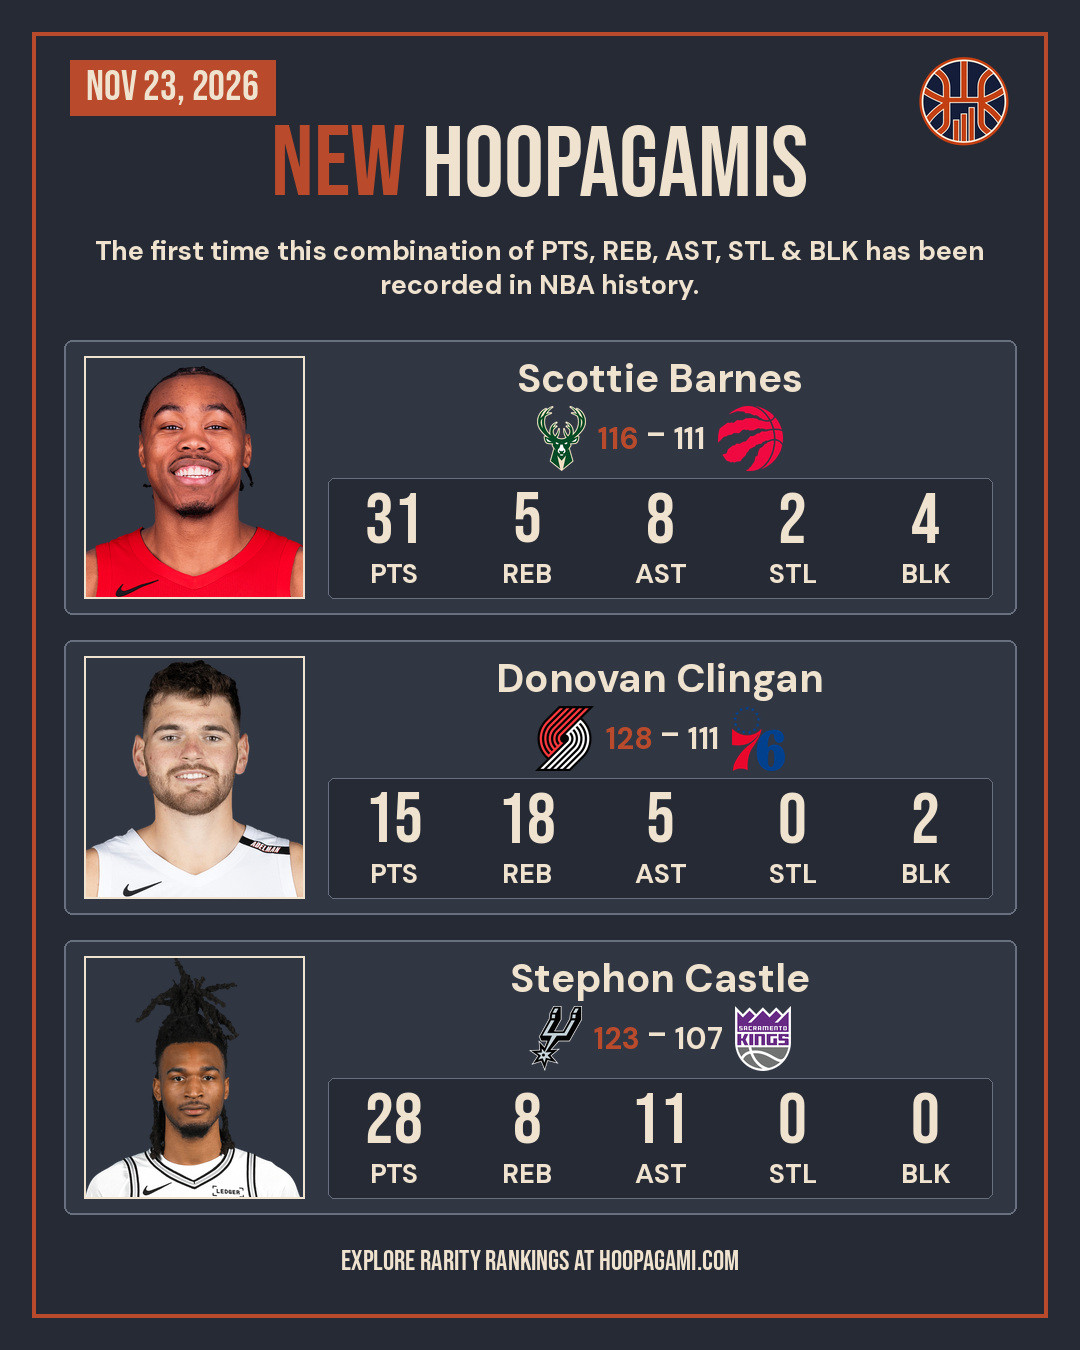 NOV 23, 2026
NEW HOOPAGAMIS
The first time this combination of PTS, REB, AST, STL & BLK has been
recorded in NBA history.
Scottie Barnes
116 – 111
31 5 8 2 4
PTS REB AST STL BLK
Donovan Clingan
128 – 111 76
ADELMAN
15 18 5 0 2
PTS REB AST STL BLK
Stephon Castle
123 – 107 SACRAMENTO KINGS
28 8 11 0 0
PTS REB AST STL BLK
LEDGER
EXPLORE RARITY RANKINGS AT HOOPAGAMI.COM